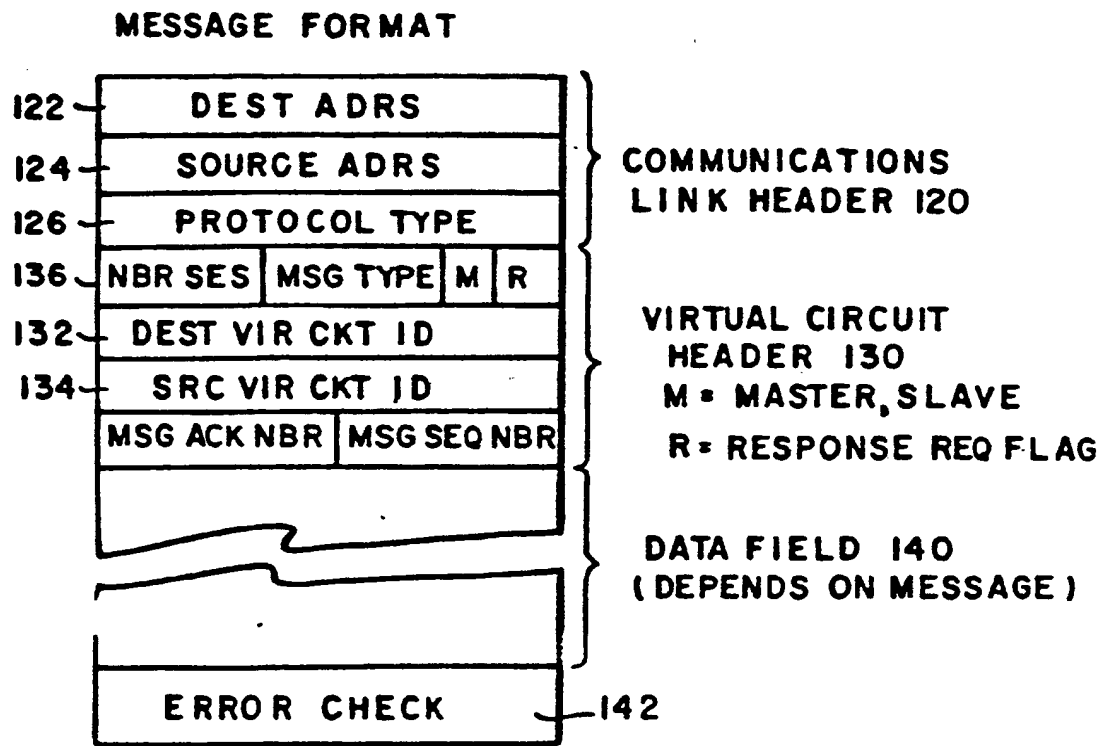 MESSAGE FORMAT
122
DEST ADRS
124
SOURCE ADRS
126
PROTOCOL TYPE
COMMUNICATIONS
LINK HEADER 120
136
NBR SES
MSG TYPE
M
R
132
DEST VIR CKT ID
134
SRC VIR CKT ID
MSG ACK NBR
MSG SEQ NBR
VIRTUAL CIRCUIT
HEADER 130
M = MASTER, SLAVE
R = RESPONSE REQ FLAG
DATA FIELD 140
(DEPENDS ON MESSAGE)
ERROR CHECK
142